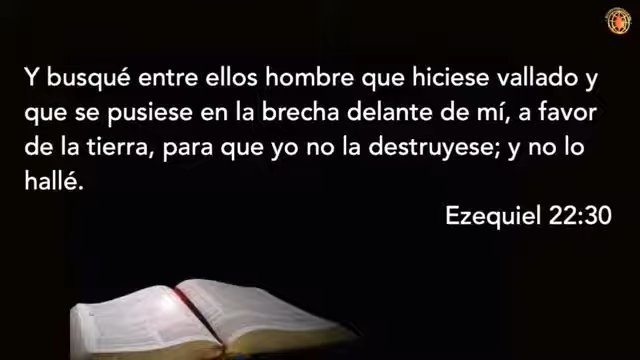 Y busqué entre ellos hombre que hiciese vallado y
que se pusiese en la brecha delante de mí, a favor
de la tierra, para que yo no la destruyese; y no lo
hallé.
Ezequiel 22:30